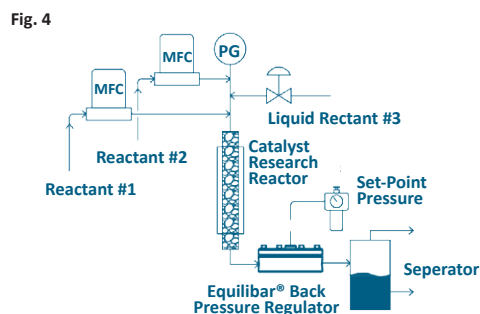 Fig. 4
MFC
PG
MFC
Liquid Rectant #3
Reactant #2
Reactant #1
Catalyst
Research
Reactor
Set-Point
Pressure
Seperator
Equilibar® Back
Pressure Regulator